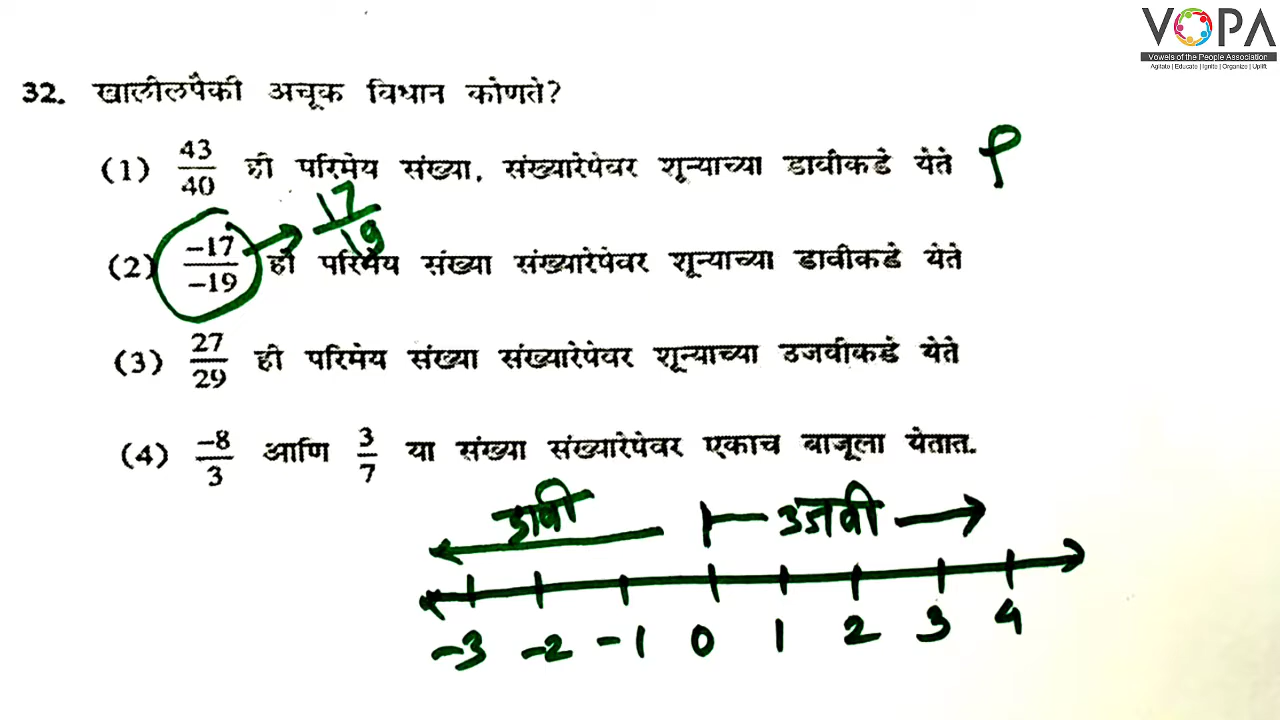 VOPA
Vowels of the People Association
Agitate | Educate | Ignite | Organize | Uplift
32. खालीलपैकी अचूक विधान कोणते?
(1) 43/40 ही परिमेय संख्या. संख्यारेषेवर शून्याच्या डावीकडे येते
17/19
(2) -17/-19 ही परिमेय संख्या संख्यारेषेवर शून्याच्या डावीकडे येते
(3) 27/29 ही परिमेय संख्या संख्यारेषेवर शून्याच्या उजवीकडे येते
(4) -8/3 आणि 3/7 या संख्या संख्यारेषेवर एकाच बाजूला येतात.
डावी उजवी
-3 -2 -1 0 1 2 3 4